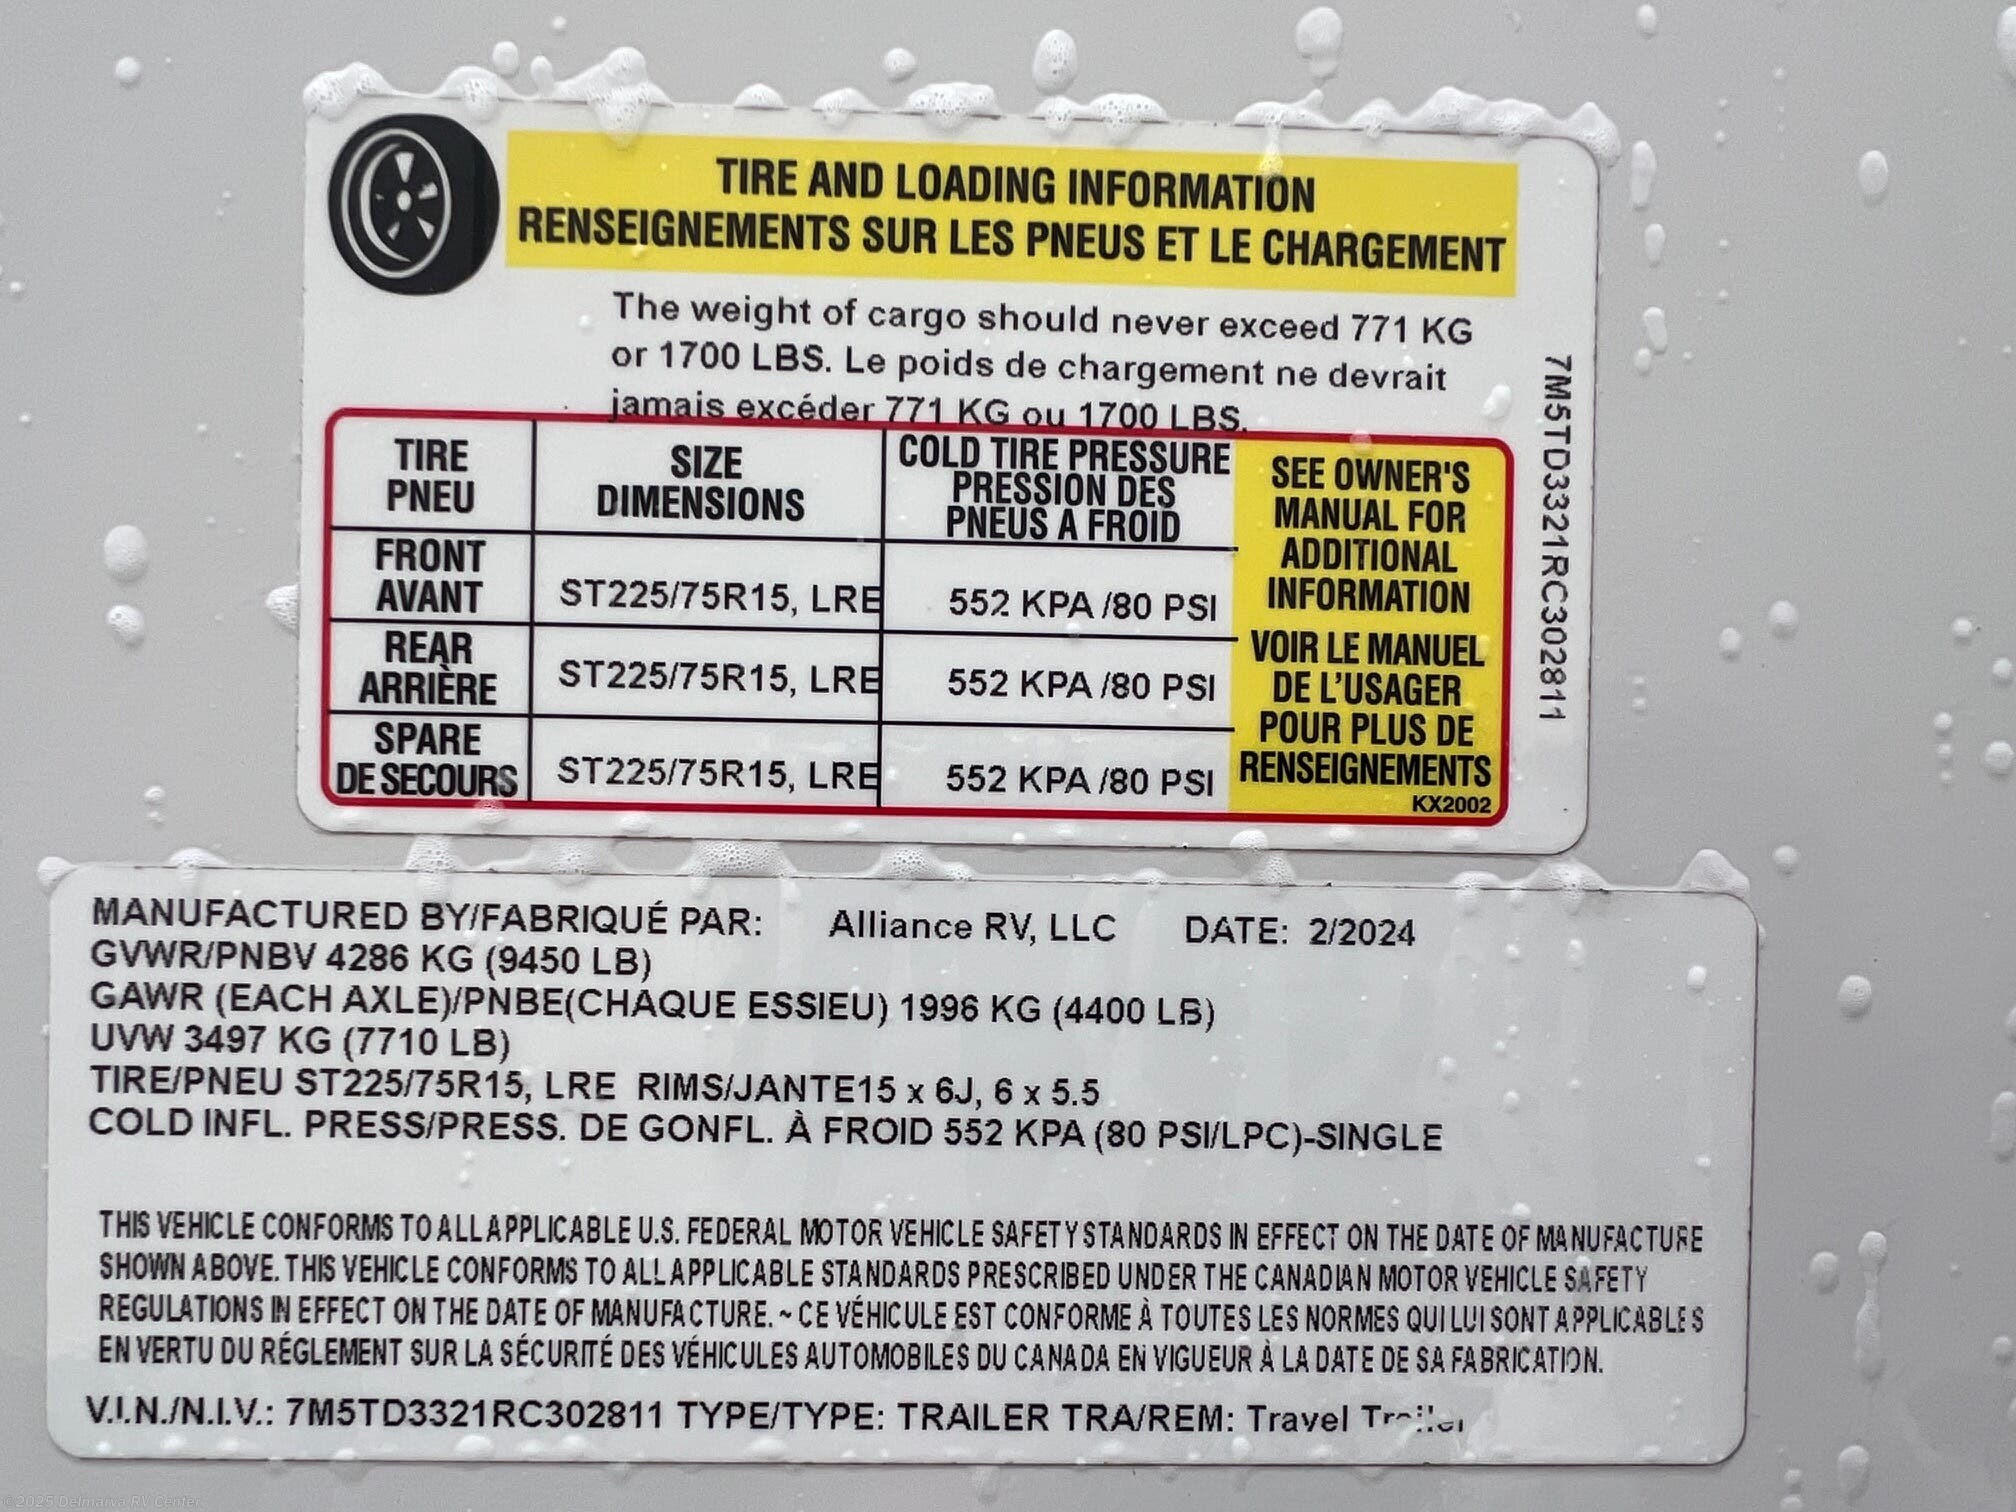 TIRE AND LOADING INFORMATION
RENSEIGNEMENTS SUR LES PNEUS ET LE CHARGEMENT
The weight of cargo should never exceed 771 KG
or 1700 LBS. Le poids de chargement ne devrait
jamais excéder 771 KG ou 1700 LBS.
TIRE
PNEU
SIZE
DIMENSIONS
COLD TIRE PRESSURE
PRESSION DES
PNEUS A FROID
FRONT
AVANT
ST225/75R15, LRE
552 KPA /80 PSI
REAR
ARRIÈRE
ST225/75R15, LRE
552 KPA /80 PSI
SPARE
DE SECOURS
ST225/75R15, LRE
552 KPA /80 PSI
SEE OWNER'S
MANUAL FOR
ADDITIONAL
INFORMATION
VOIR LE MANUEL
DE L'USAGER
POUR PLUS DE
RENSEIGNEMENTS
KX2002
7M5TD3321RC302811
MANUFACTURED BY/FABRIQUÉ PAR: Alliance RV, LLC DATE: 2/2024
GVWR/PNBV 4286 KG (9450 LB)
GAWR (EACH AXLE)/PNBE(CHAQUE ESSIEU) 1996 KG (4400 LB)
UVW 3497 KG (7710 LB)
TIRE/PNEU ST225/75R15, LRE RIMS/JANTE15 x 6J, 6 x 5.5
COLD INFL. PRESS/PRESS. DE GONFL. À FROID 552 KPA (80 PSI/LPC)-SINGLE
THIS VEHICLE CONFORMS TO ALL APPLICABLE U.S. FEDERAL MOTOR VEHICLE SAFETY STANDARDS IN EFFECT ON THE DATE OF MANUFACTURE
SHOWN ABOVE. THIS VEHICLE CONFORMS TO ALL APPLICABLE STANDARDS PRESCRIBED UNDER THE CANADIAN MOTOR VEHICLE SAFETY
REGULATIONS IN EFFECT ON THE DATE OF MANUFACTURE. ~ CE VÉHICULE EST CONFORME À TOUTES LES NORMES QUI LUI SONT APPLICABLES
EN VERTU DU RÉGLEMENT SUR LA SÉCURITÉ DES VÉHICULES AUTOMOBILES DU CANADA EN VIGUEUR À LA DATE DE SA FABRICATION.
V.I.N./N.I.V.: 7M5TD3321RC302811 TYPE/TYPE: TRAILER TRA/REM: Travel Trailer
©2025 Delmarva RV Center